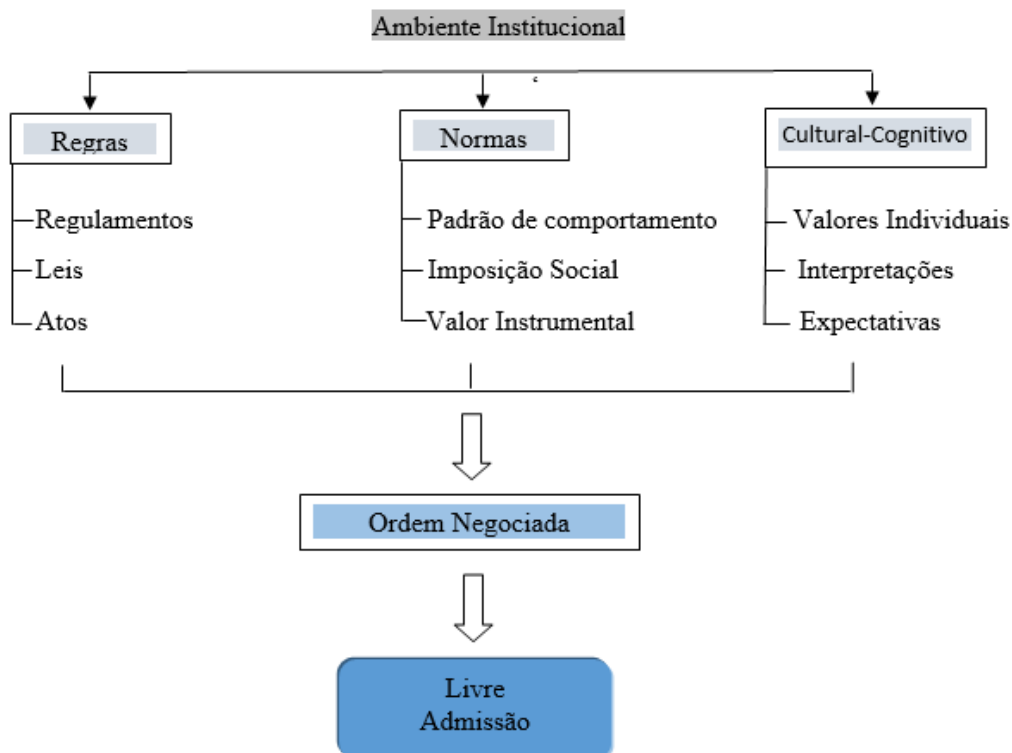 Ambiente Institucional
Regras
Normas
Cultural-Cognitivo
Regulamentos
Leis
Atos
Padrão de comportamento
Imposição Social
Valor Instrumental
Valores Individuais
Interpretações
Expectativas
Ordem Negociada
Livre
Admissão